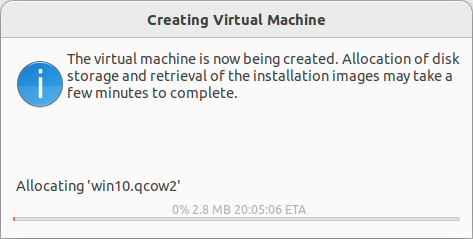 Creating Virtual Machine
The virtual machine is now being created. Allocation of disk
storage and retrieval of the installation images may take a
few minutes to complete.
Allocating 'win10.qcow2'
0% 2.8 MB 20:05:06 ETA